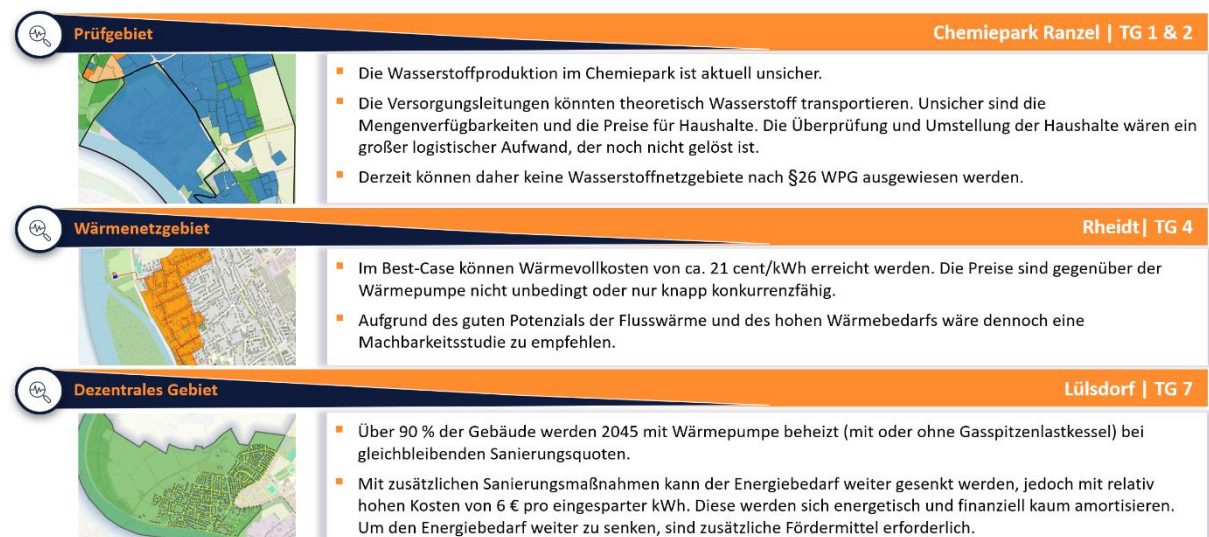 Prüfgebiet
Chemiepark Ranzel | TG 1 & 2
Die Wasserstoffproduktion im Chemiepark ist aktuell unsicher.
Die Versorgungsleitungen könnten theoretisch Wasserstoff transportieren. Unsicher sind die
Mengenverfügbarkeiten und die Preise für Haushalte. Die Überprüfung und Umstellung der Haushalte wären ein
großer logistischer Aufwand, der noch nicht gelöst ist.
Derzeit können daher keine Wasserstoffnetzgebiete nach §26 WPG ausgewiesen werden.
Wärmenetzgebiet
Rheidt| TG 4
Im Best-Case können Wärmevollkosten von ca. 21 cent/kWh erreicht werden. Die Preise sind gegenüber der
Wärmepumpe nicht unbedingt oder nur knapp konkurrenzfähig.
Aufgrund des guten Potenzials der Flusswärme und des hohen Wärmebedarfs wäre dennoch eine
Machbarkeitsstudie zu empfehlen.
Dezentrales Gebiet
Lülsdorf | TG 7
Über 90 % der Gebäude werden 2045 mit Wärmepumpe beheizt (mit oder ohne Gasspitzenlastkessel) bei
gleichbleibenden Sanierungsquoten.
Mit zusätzlichen Sanierungsmaßnahmen kann der Energiebedarf weiter gesenkt werden, jedoch mit relativ
hohen Kosten von 6 € pro eingesparter kWh. Diese werden sich energetisch und finanziell kaum amortisieren.
Um den Energiebedarf weiter zu senken, sind zusätzliche Fördermittel erforderlich.